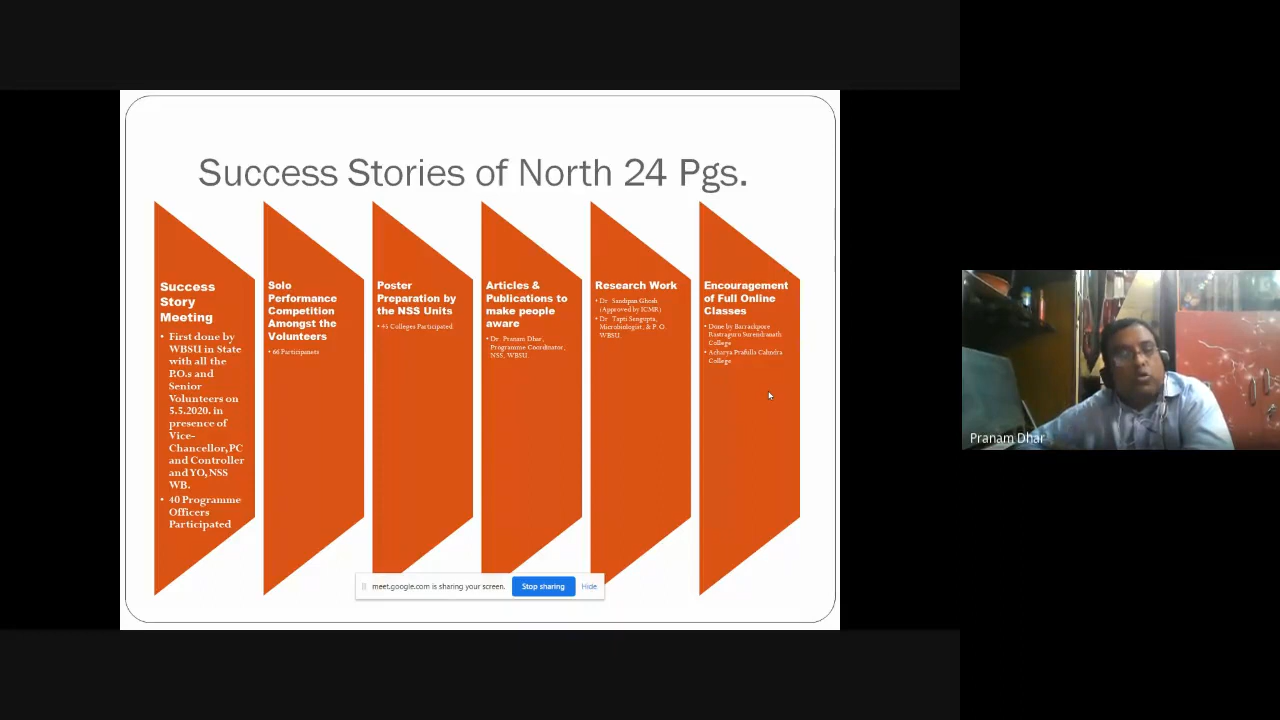 Success Stories of North 24 Pgs.
Success
Story
Meeting
• First done by
WBSU in State
with all the
P.O.s and
Senior
Volunteers on
5.5.2020. in
presence of
Vice-
Chancellor, PC
and Controller
and YO, NSS
WB.
• 40 Programme
Officers
Participated
Solo
Performance
Competition
Amongst the
Volunteers
• 66 Participanets
Poster
Preparation by
the NSS Units
• 45 Colleges Participated
Articles &
Publications to
make people
aware
• Dr. Pranam Dhar,
Programme Coordinator,
NSS, WBSU.
Research Work
• Dr Sandipan Ghosh
(Approved by ICMR)
• Dr Tapti Sengupta,
Microbiologist, & P. O.
WBSU.
Encouragement
of Full Online
Classes
• Done by Barrackpore
Rastraguru Surendranath
College
• Acharya Prafulla Calndra
College
meet.google.com is sharing your screen.
Stop sharing
Hide
Pranam Dhar